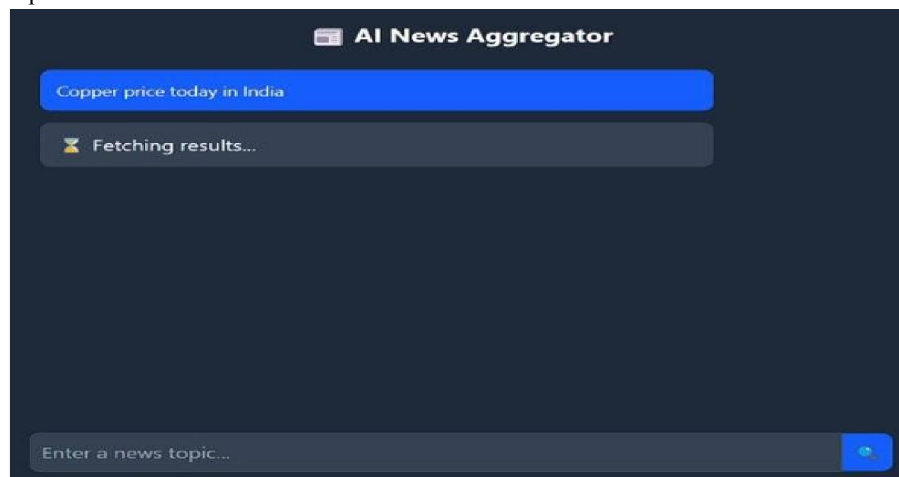 AI News Aggregator
Copper price today in India
Fetching results...
Enter a news topic...